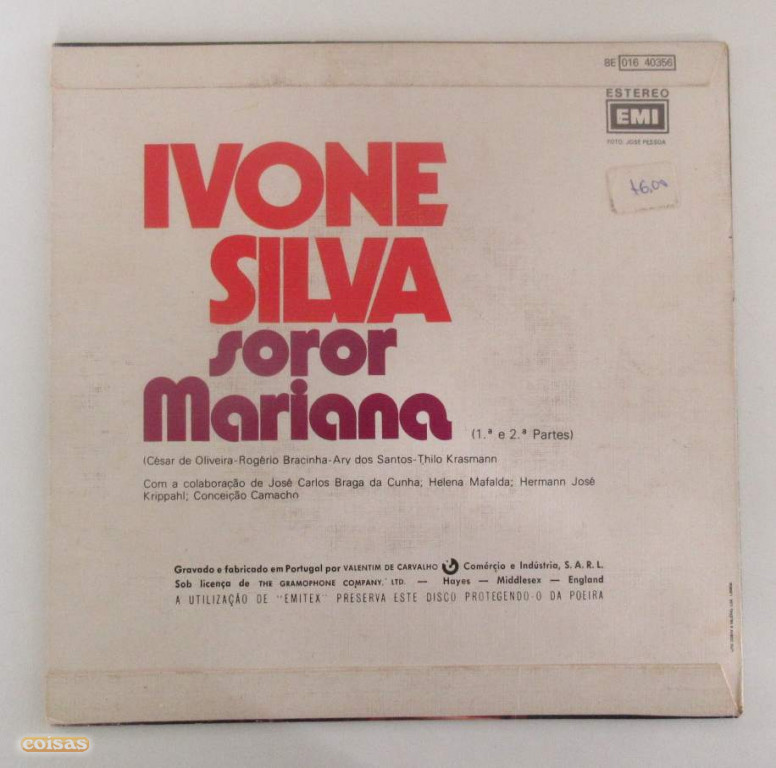 8E 016 40356
ESTEREO
EMI
FOTO: JOSÉ PESSOA
IVONE
SILVA
soror
Mariana
(1.ª e 2.ª Partes)
(César de Oliveira-Rogério Bracinha-Ary dos Santos-Thilo Krasmann
Com a colaboração de José Carlos Braga da Cunha; Helena Mafalda; Hermann José
Krippahl; Conceição Camacho
Gravado e fabricado em Portugal por VALENTIM DE CARVALHO Comércio e Indústria, S. A. R. L.
Sob licença de THE GRAMOPHONE COMPANY. LTD. — Hayes — Middlesex — England
A UTILIZAÇÃO DE "EMITEX" PRESERVA ESTE DISCO PROTEGENDO-O DA POEIRA
coisas